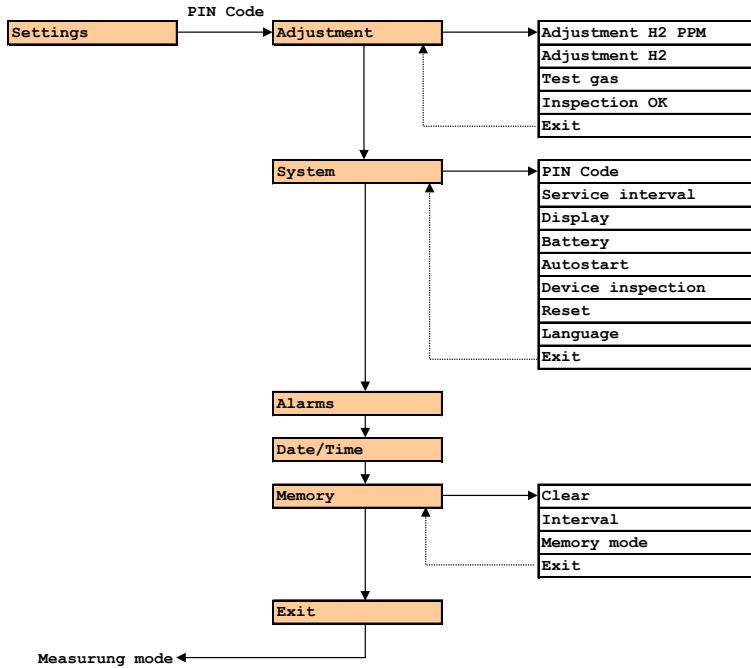 PIN Code
Settings
Adjustment
Adjustment H2 PPM
Adjustment H2
Test gas
Inspection OK
Exit
System
PIN Code
Service interval
Display
Battery
Autostart
Device inspection
Reset
Language
Exit
Alarms
Date/Time
Memory
Clear
Interval
Memory mode
Exit
Exit
Measurung mode